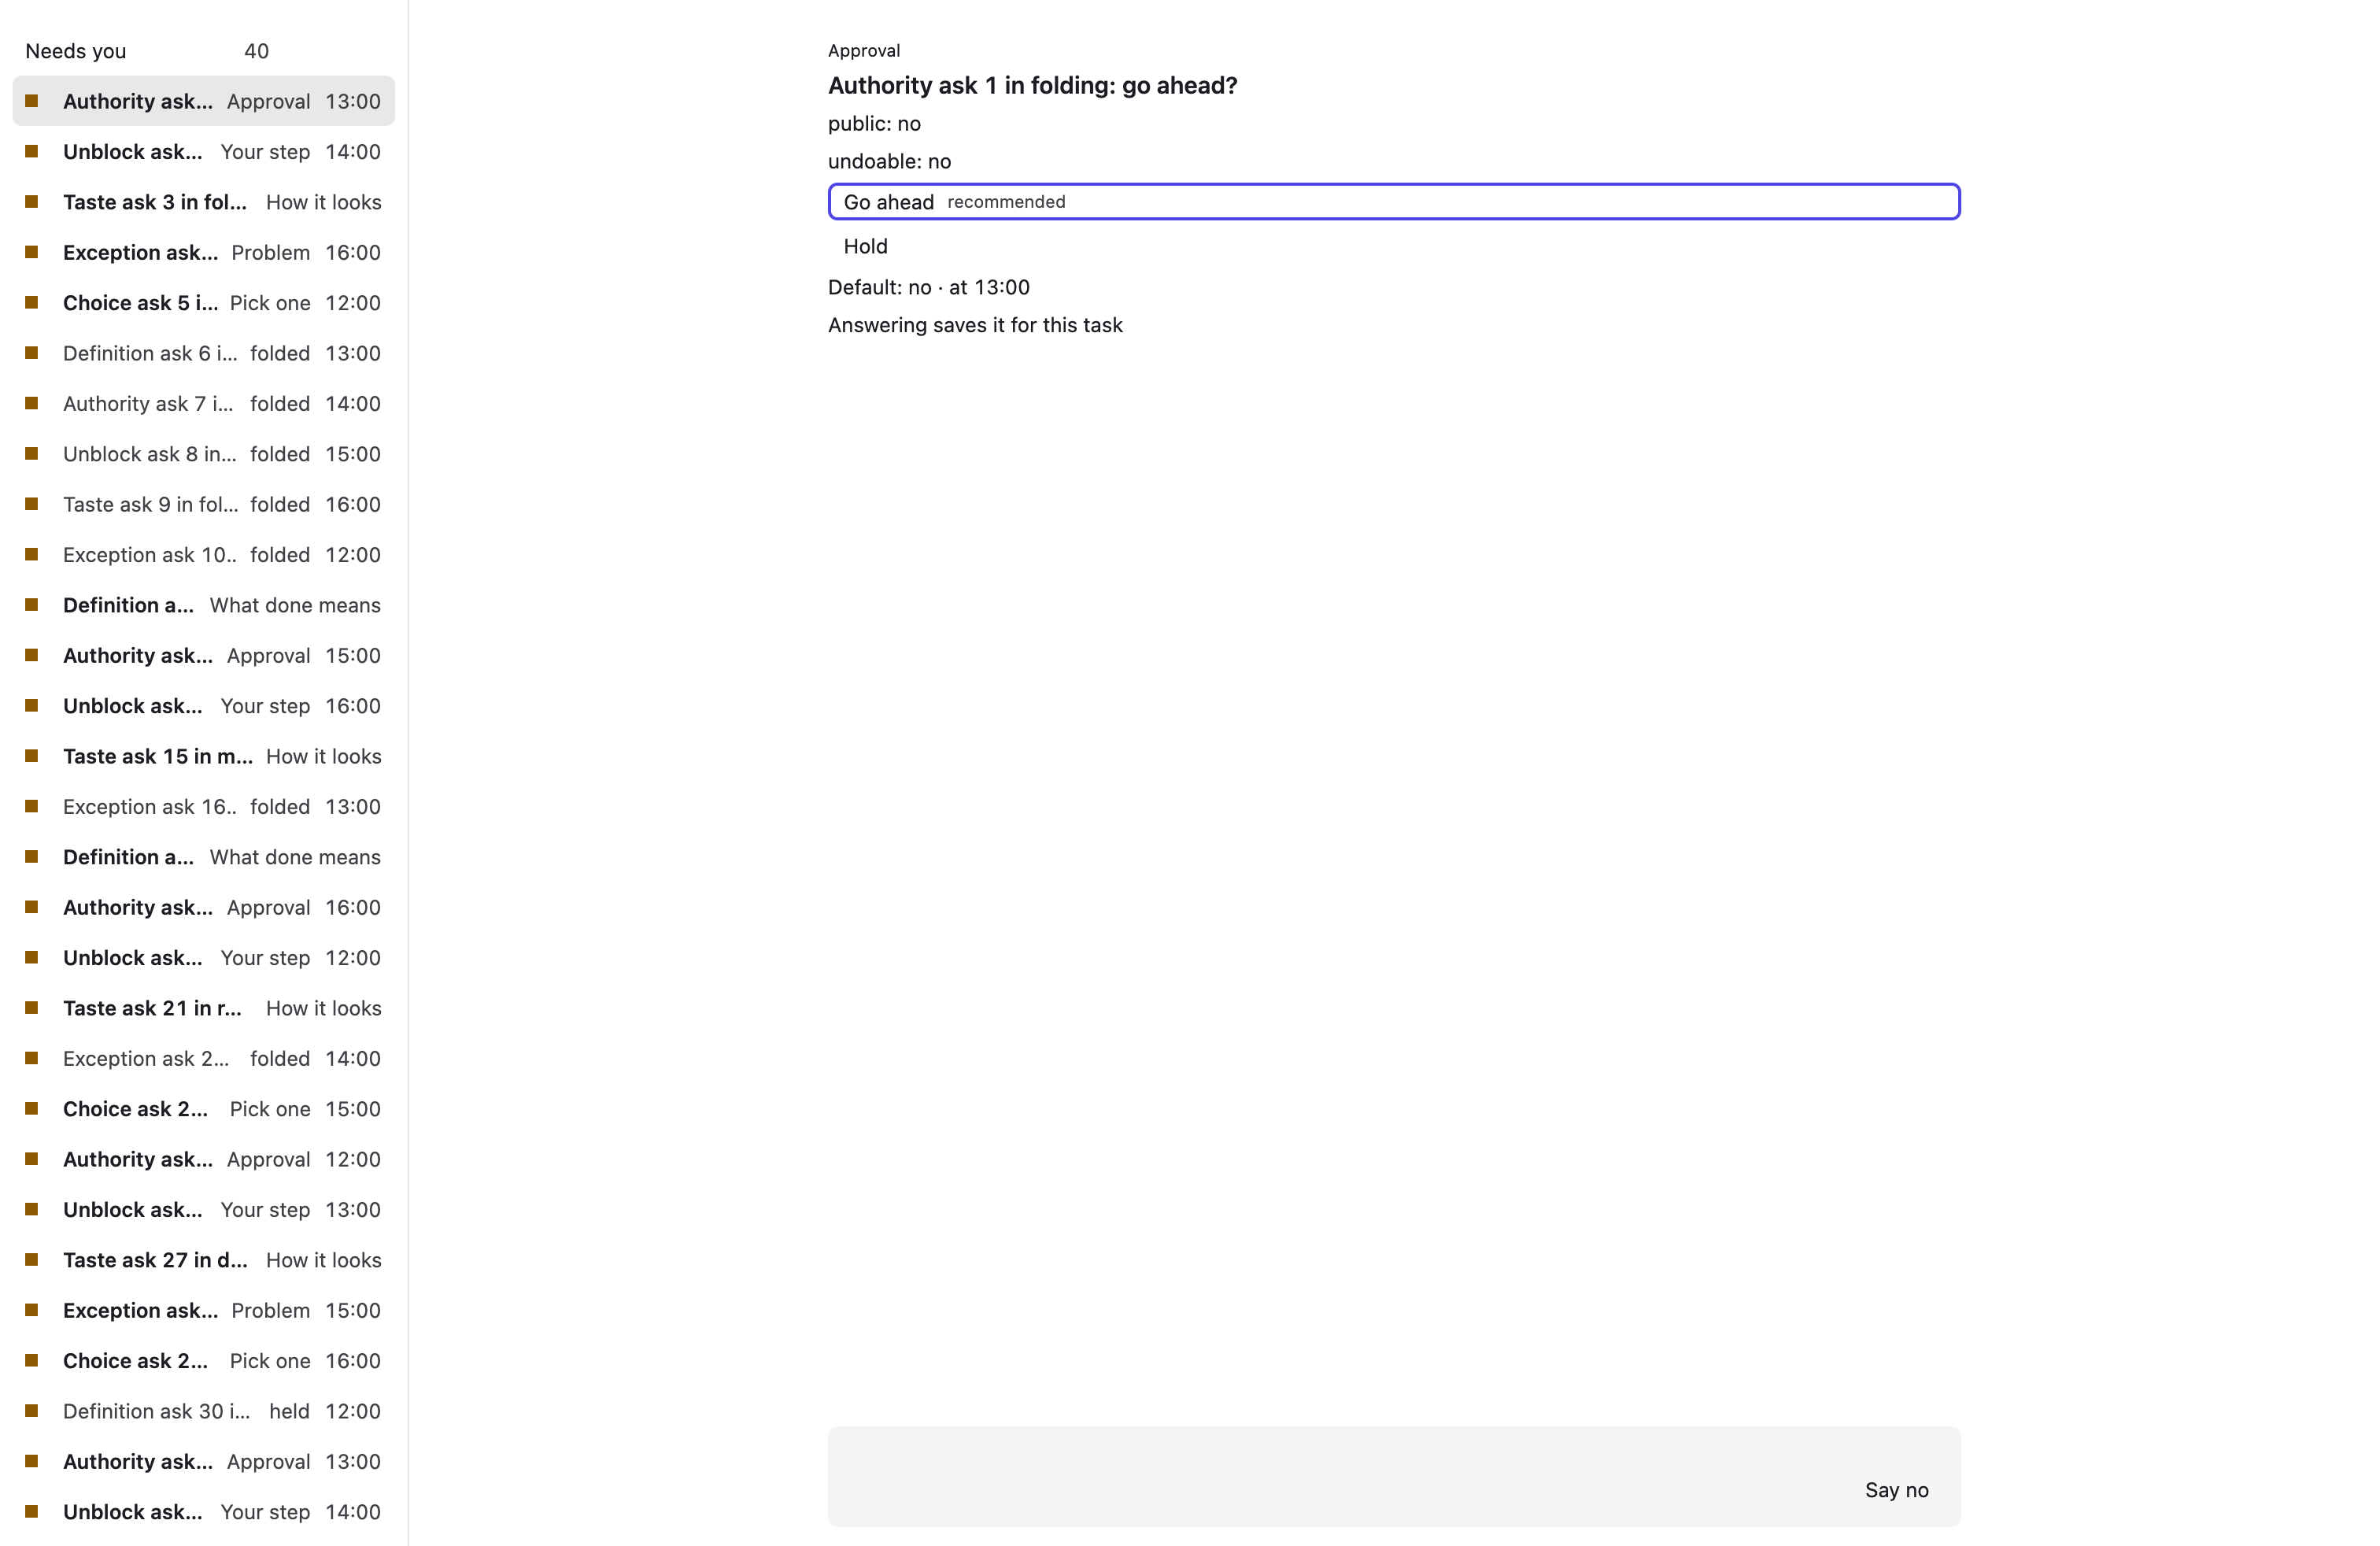 Needs you 40
Authority ask... Approval 13:00
Unblock ask... Your step 14:00
Taste ask 3 in fol... How it looks
Exception ask... Problem 16:00
Choice ask 5 i... Pick one 12:00
Definition ask 6 i... folded 13:00
Authority ask 7 i... folded 14:00
Unblock ask 8 in... folded 15:00
Taste ask 9 in fol... folded 16:00
Exception ask 10.. folded 12:00
Definition a... What done means
Authority ask... Approval 15:00
Unblock ask... Your step 16:00
Taste ask 15 in m... How it looks
Exception ask 16.. folded 13:00
Definition a... What done means
Authority ask... Approval 16:00
Unblock ask... Your step 12:00
Taste ask 21 in r... How it looks
Exception ask 2... folded 14:00
Choice ask 2... Pick one 15:00
Authority ask... Approval 12:00
Unblock ask... Your step 13:00
Taste ask 27 in d... How it looks
Exception ask... Problem 15:00
Choice ask 2... Pick one 16:00
Definition ask 30 i... held 12:00
Authority ask... Approval 13:00
Unblock ask... Your step 14:00
Approval
Authority ask 1 in folding: go ahead?
public: no
undoable: no
Go ahead recommended
Hold
Default: no · at 13:00
Answering saves it for this task
Say no